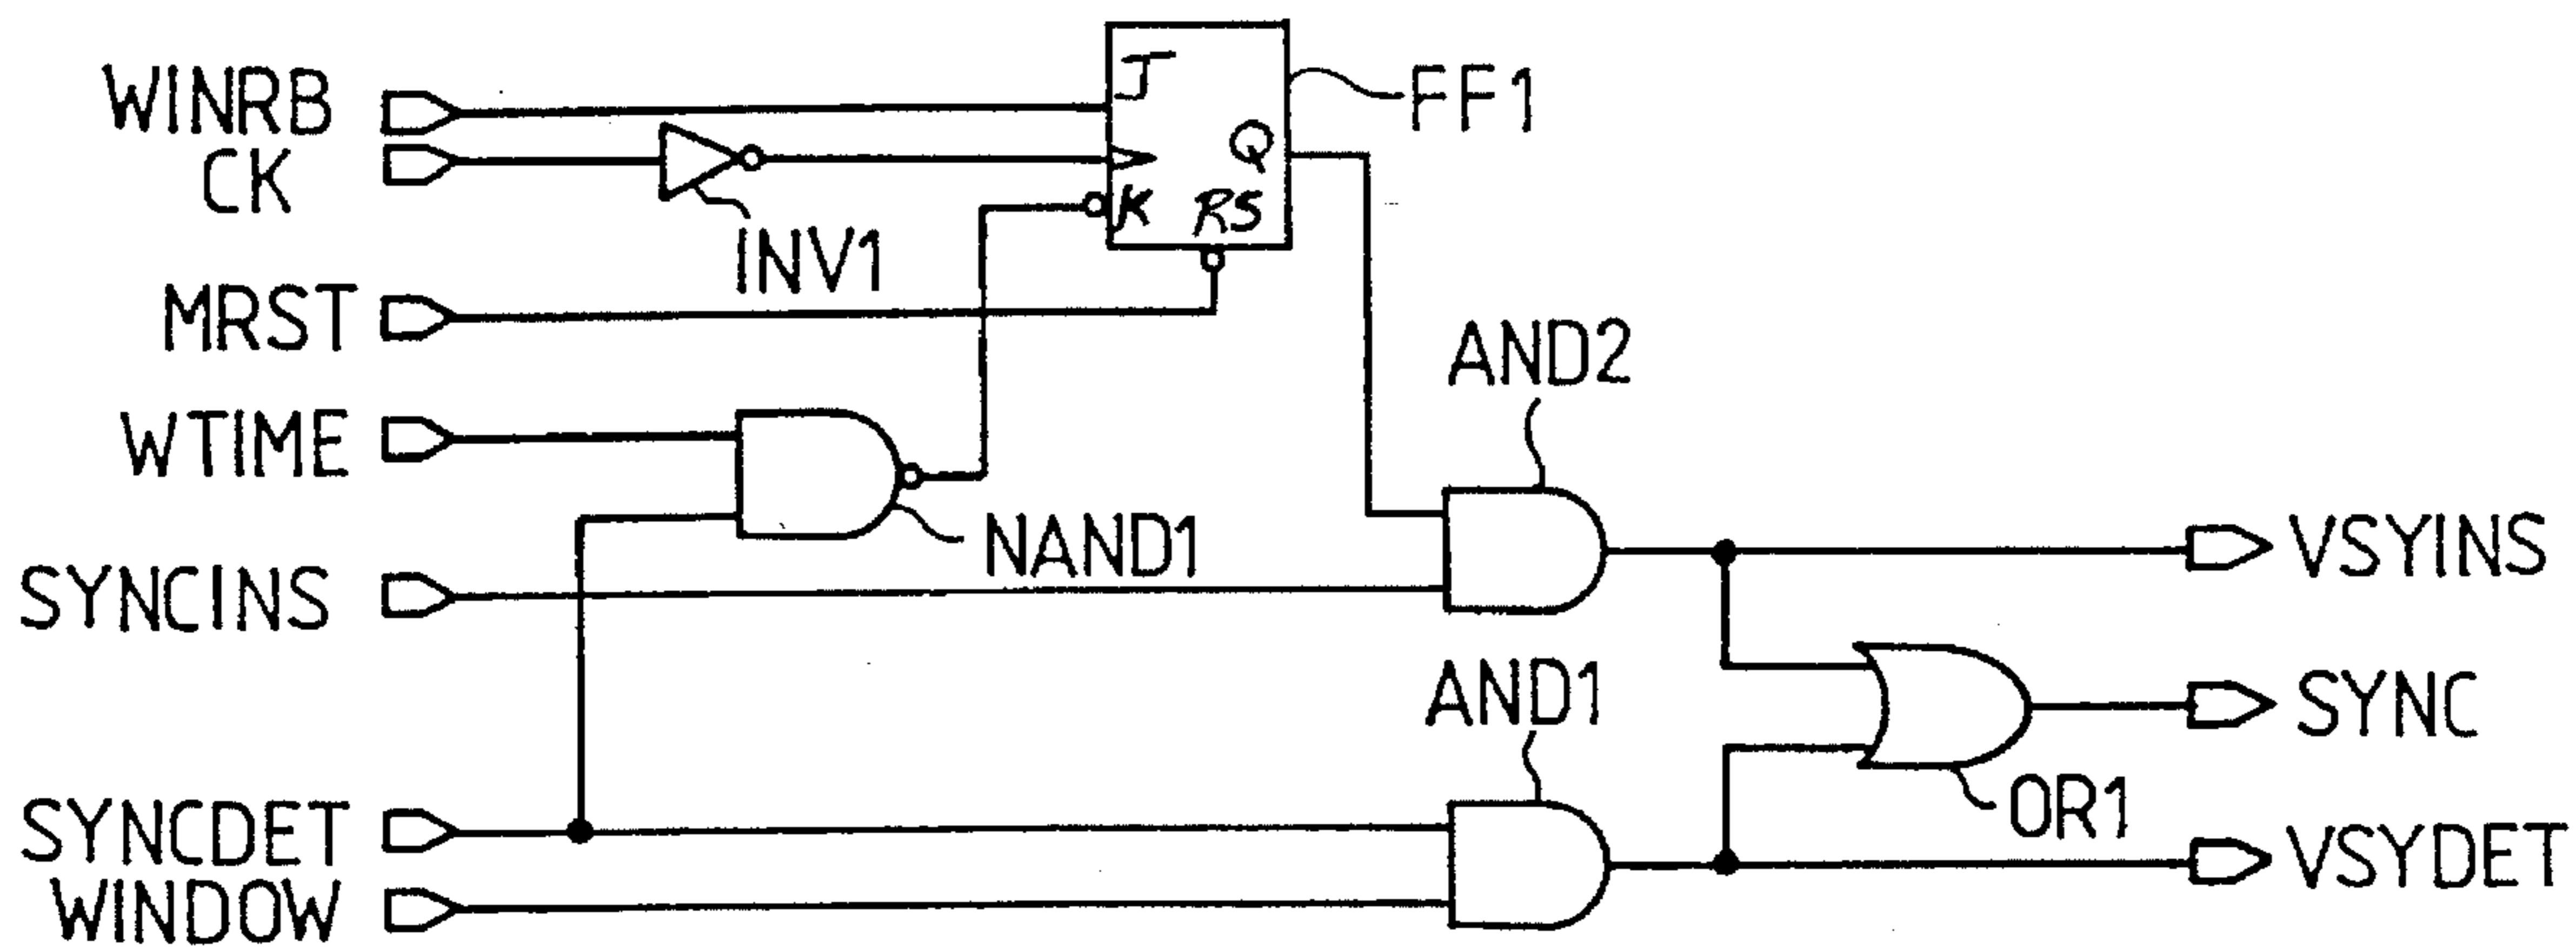 WINRB
CK
INV1
J
Q
K
RS
FF1
MRST
WTIME
NAND1
AND2
SYNCINS
VSYINS
AND1
SYNC
OR1
SYNCDET
WINDOW
VSYDET